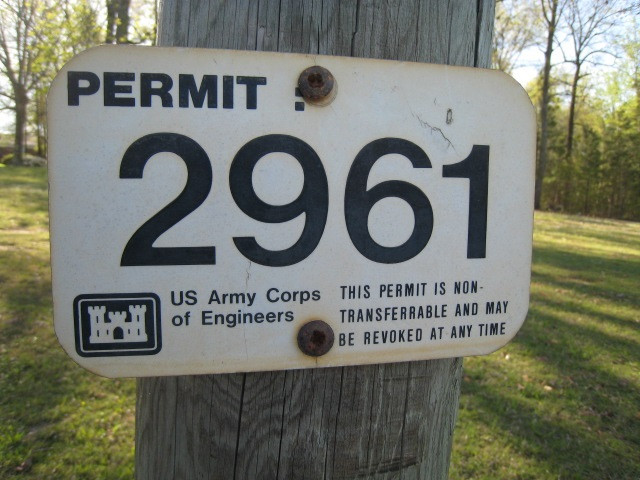 PERMIT :
2961
US Army Corps
of Engineers
THIS PERMIT IS NON-
TRANSFERRABLE AND MAY
BE REVOKED AT ANY TIME